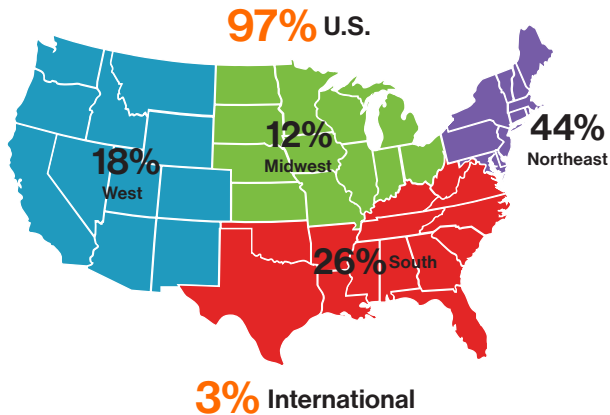 97% U.S.
12%
Midwest
44%
Northeast
18%
West
26% South
3% International